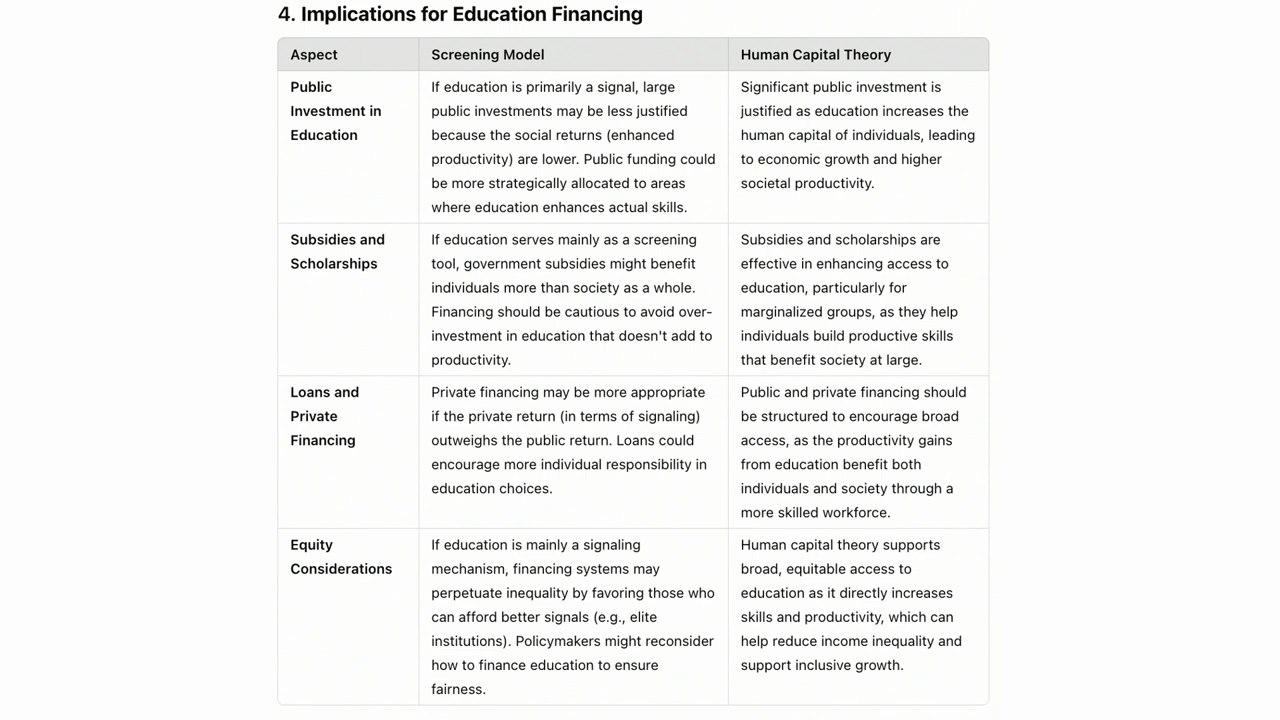 4. Implications for Education Financing
Aspect
Screening Model
Human Capital Theory
Public
Investment in
Education
If education is primarily a signal, large
public investments may be less justified
because the social returns (enhanced
productivity) are lower. Public funding could
be more strategically allocated to areas
where education enhances actual skills.
Significant public investment is
justified as education increases the
human capital of individuals, leading
to economic growth and higher
societal productivity.
Subsidies and
Scholarships
If education serves mainly as a screening
tool, government subsidies might benefit
individuals more than society as a whole.
Financing should be cautious to avoid over-
investment in education that doesn't add to
productivity.
Subsidies and scholarships are
effective in enhancing access to
education, particularly for
marginalized groups, as they help
individuals build productive skills
that benefit society at large.
Loans and
Private
Financing
Private financing may be more appropriate
if the private return (in terms of signaling)
outweighs the public return. Loans could
encourage more individual responsibility in
education choices.
Public and private financing should
be structured to encourage broad
access, as the productivity gains
from education benefit both
individuals and society through a
more skilled workforce.
Equity
Considerations
If education is mainly a signaling
mechanism, financing systems may
perpetuate inequality by favoring those who
can afford better signals (e.g., elite
institutions). Policymakers might reconsider
how to finance education to ensure
fairness.
Human capital theory supports
broad, equitable access to
education as it directly increases
skills and productivity, which can
help reduce income inequality and
support inclusive growth.